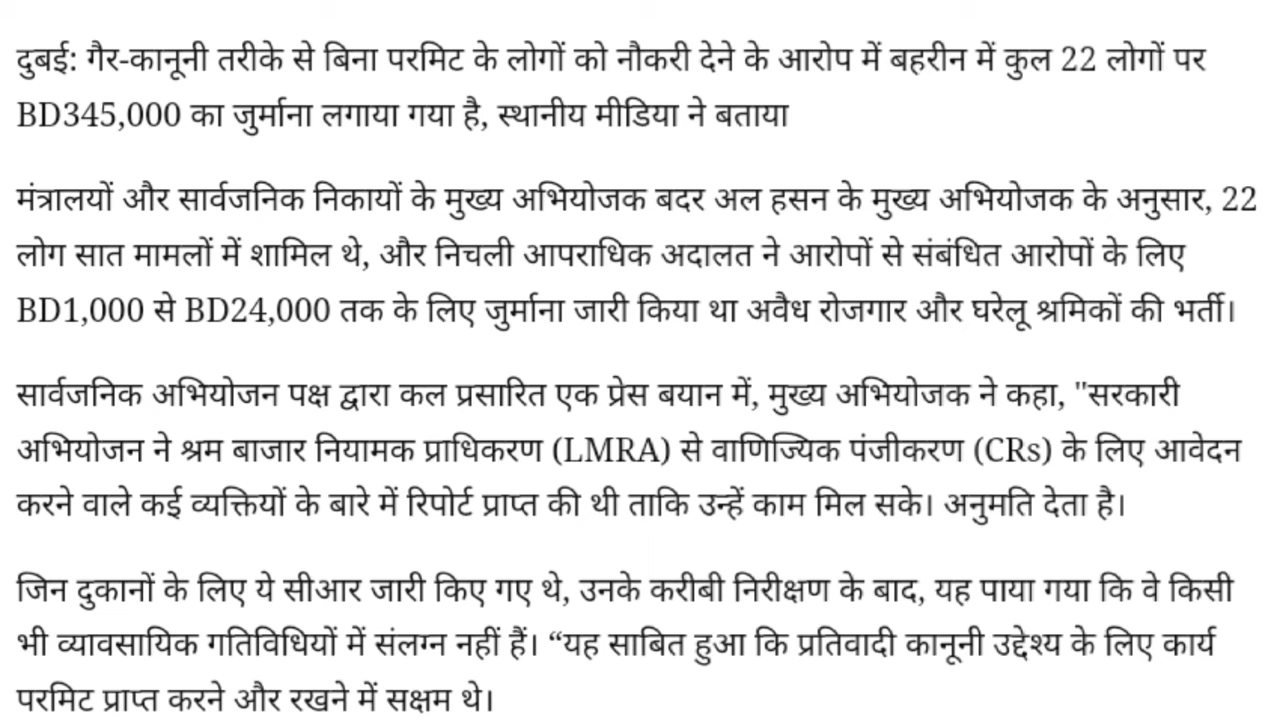 दुबई: गैर-कानूनी तरीके से बिना परमिट के लोगों को नौकरी देने के आरोप में बहरीन में कुल 22 लोगों पर
BD345,000 का जुर्माना लगाया गया है, स्थानीय मीडिया ने बताया
मंत्रालयों और सार्वजनिक निकायों के मुख्य अभियोजक बदर अल हसन के मुख्य अभियोजक के अनुसार, 22
लोग सात मामलों में शामिल थे, और निचली आपराधिक अदालत ने आरोपों से संबंधित आरोपों के लिए
BD1,000 से BD24,000 तक के लिए जुर्माना जारी किया था अवैध रोजगार और घरेलू श्रमिकों की भर्ती।
सार्वजनिक अभियोजन पक्ष द्वारा कल प्रसारित एक प्रेस बयान में, मुख्य अभियोजक ने कहा, "सरकारी
अभियोजन ने श्रम बाजार नियामक प्राधिकरण (LMRA) से वाणिज्यिक पंजीकरण (CRs) के लिए आवेदन
करने वाले कई व्यक्तियों के बारे में रिपोर्ट प्राप्त की थी ताकि उन्हें काम मिल सके। अनुमति देता है।
जिन दुकानों के लिए ये सीआर जारी किए गए थे, उनके करीबी निरीक्षण के बाद, यह पाया गया कि वे किसी
भी व्यावसायिक गतिविधियों में संलग्न नहीं हैं। “यह साबित हुआ कि प्रतिवादी कानूनी उद्देश्य के लिए कार्य
परमिट प्राप्त करने और रखने में सक्षम थे।